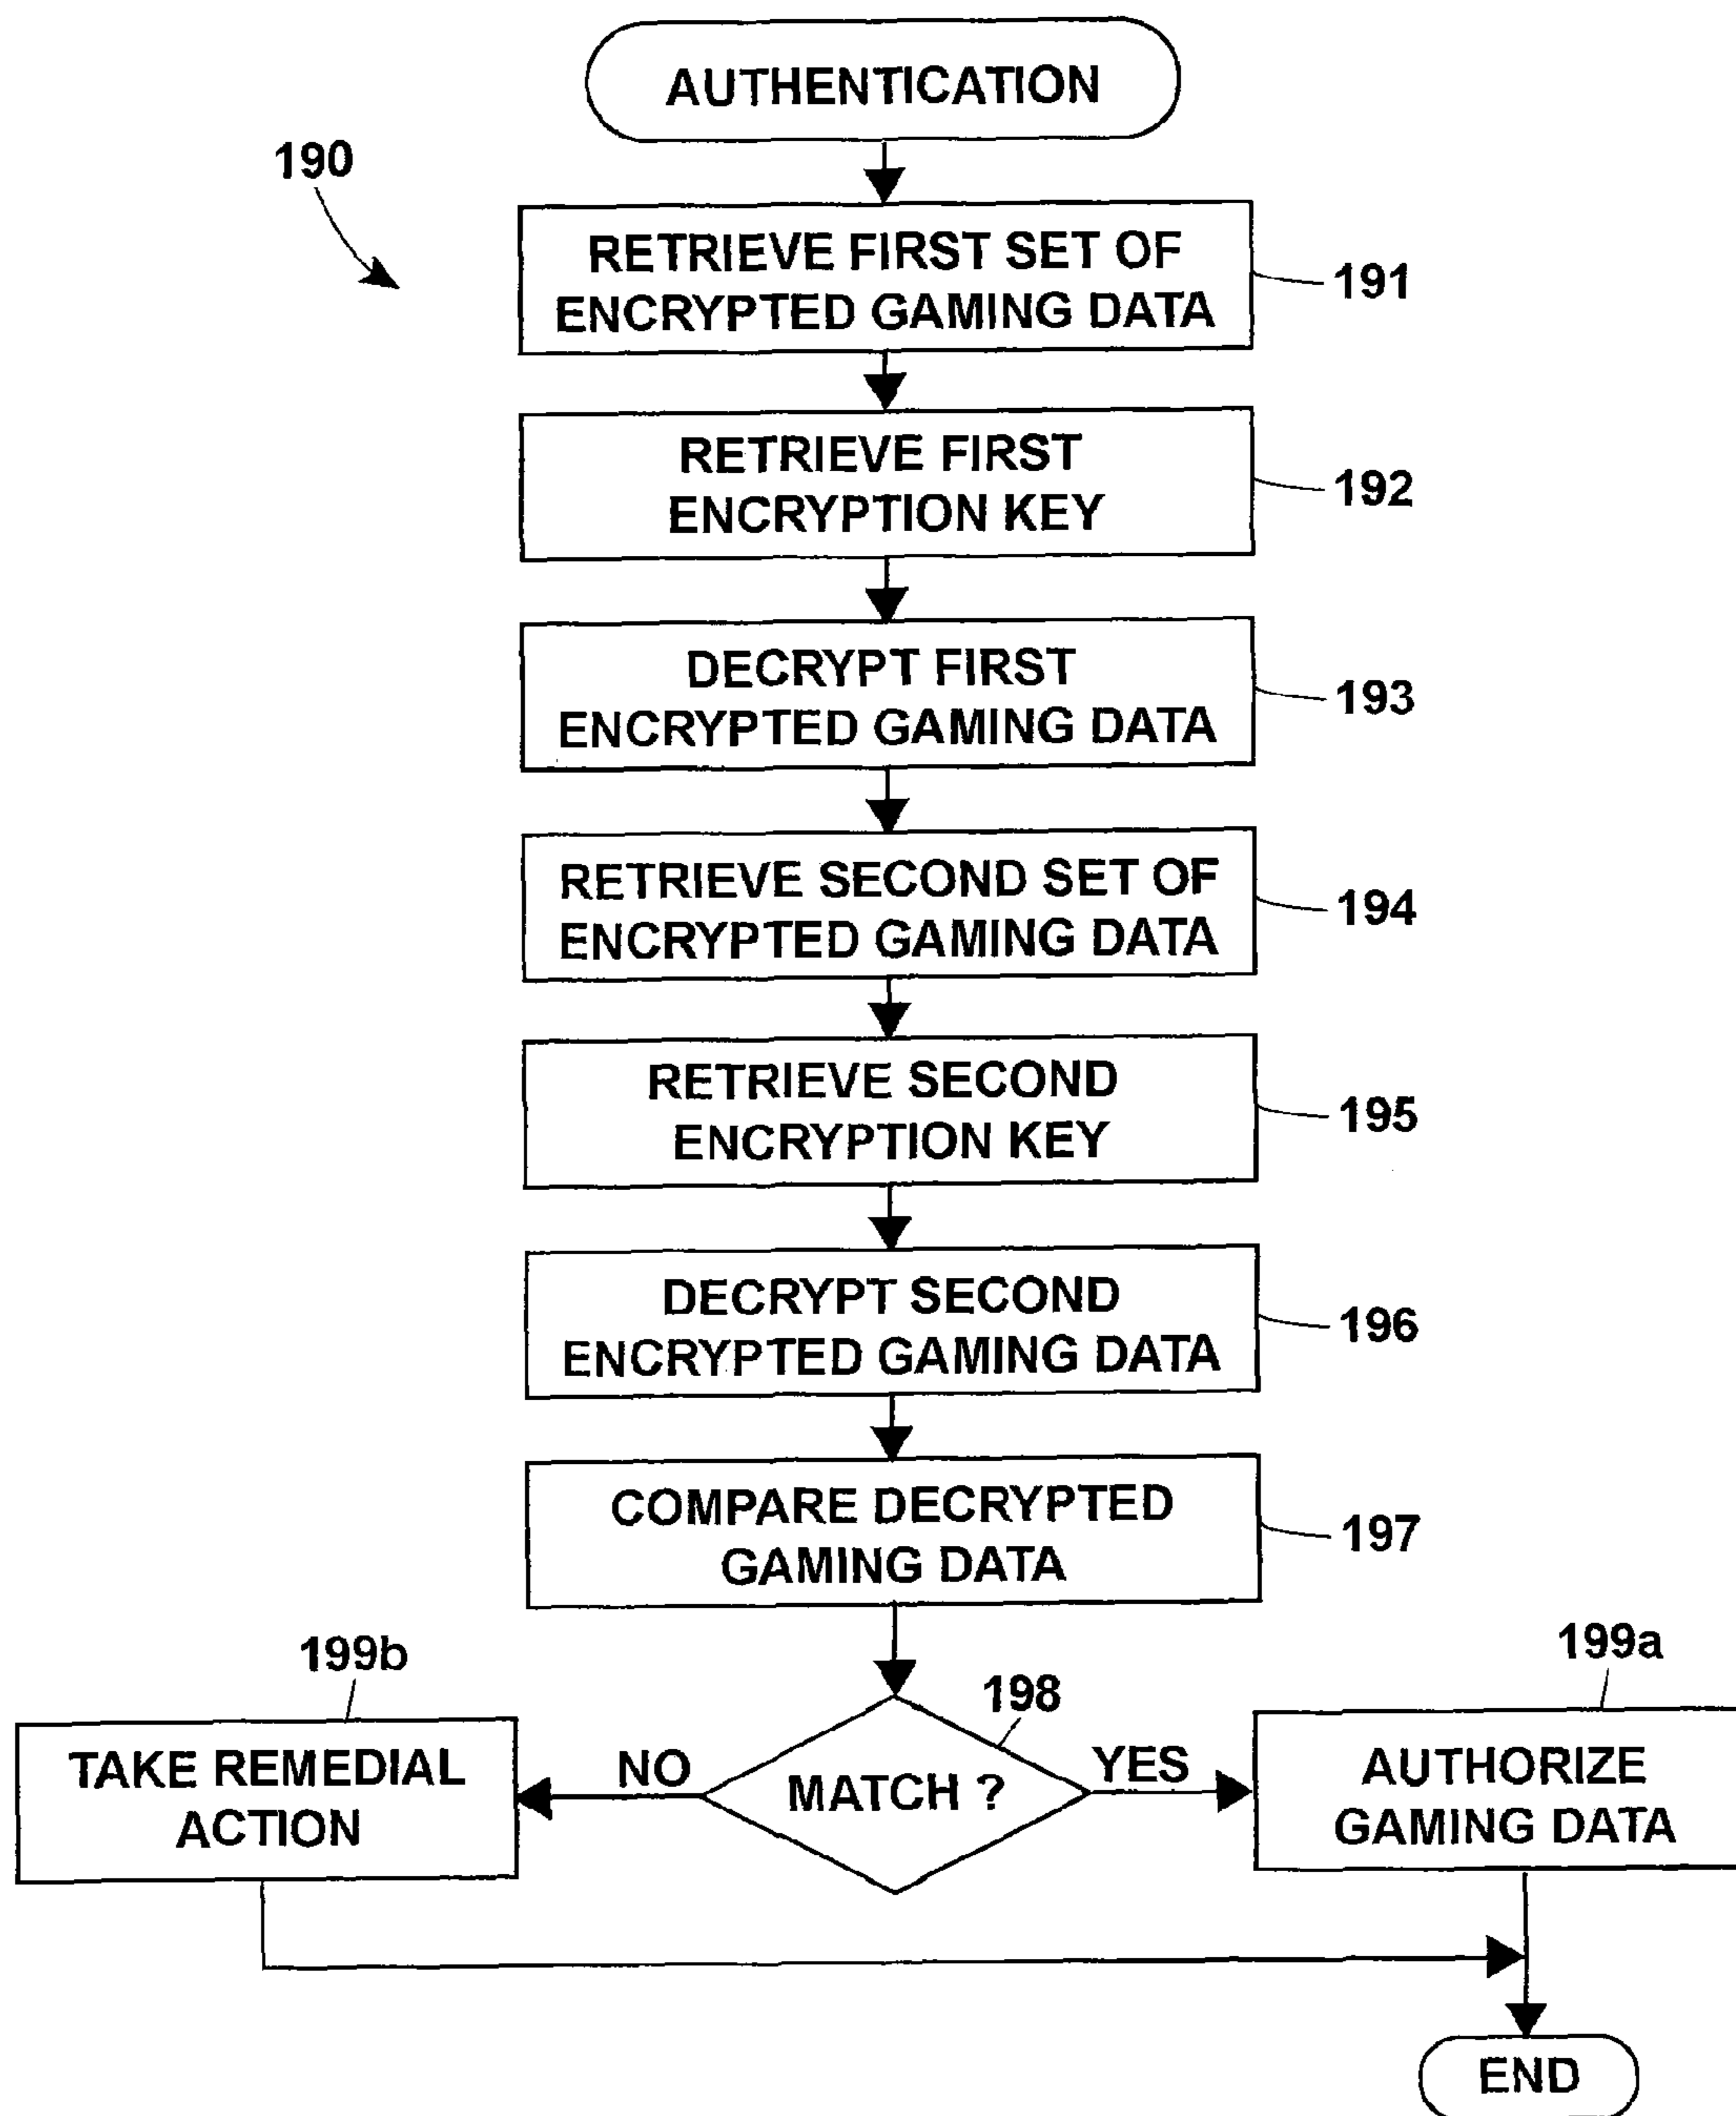 AUTHENTICATION
190
RETRIEVE FIRST SET OF
ENCRYPTED GAMING DATA
191
RETRIEVE FIRST
ENCRYPTION KEY
192
DECRYPT FIRST
ENCRYPTED GAMING DATA
193
RETRIEVE SECOND SET OF
ENCRYPTED GAMING DATA
194
RETRIEVE SECOND
ENCRYPTION KEY
195
DECRYPT SECOND
ENCRYPTED GAMING DATA
196
COMPARE DECRYPTED
GAMING DATA
197
199b
198
199a
TAKE REMEDIAL
ACTION
NO
MATCH ?
YES
AUTHORIZE
GAMING DATA
END